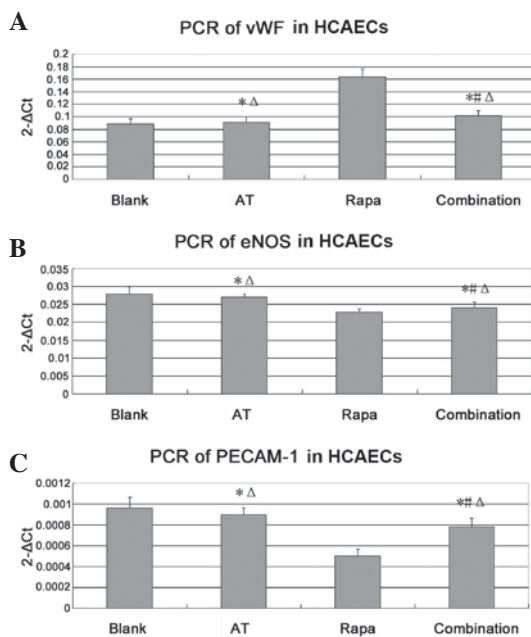 A
PCR of vWF in HCAECs
2-ΔCt
0.2
0.18
0.16
0.14
0.12
0.1
0.08
0.06
0.04
0.02
0
* Δ
*# Δ
Blank AT Rapa Combination
B
PCR of eNOS in HCAECs
2-ΔCt
0.035
0.03
0.025
0.02
0.015
0.01
0.005
0
* Δ
*# Δ
Blank AT Rapa Combination
C
PCR of PECAM-1 in HCAECs
2-ΔCt
0.0012
0.001
0.0008
0.0006
0.0004
0.0002
0
* Δ
*# Δ
Blank AT Rapa Combination